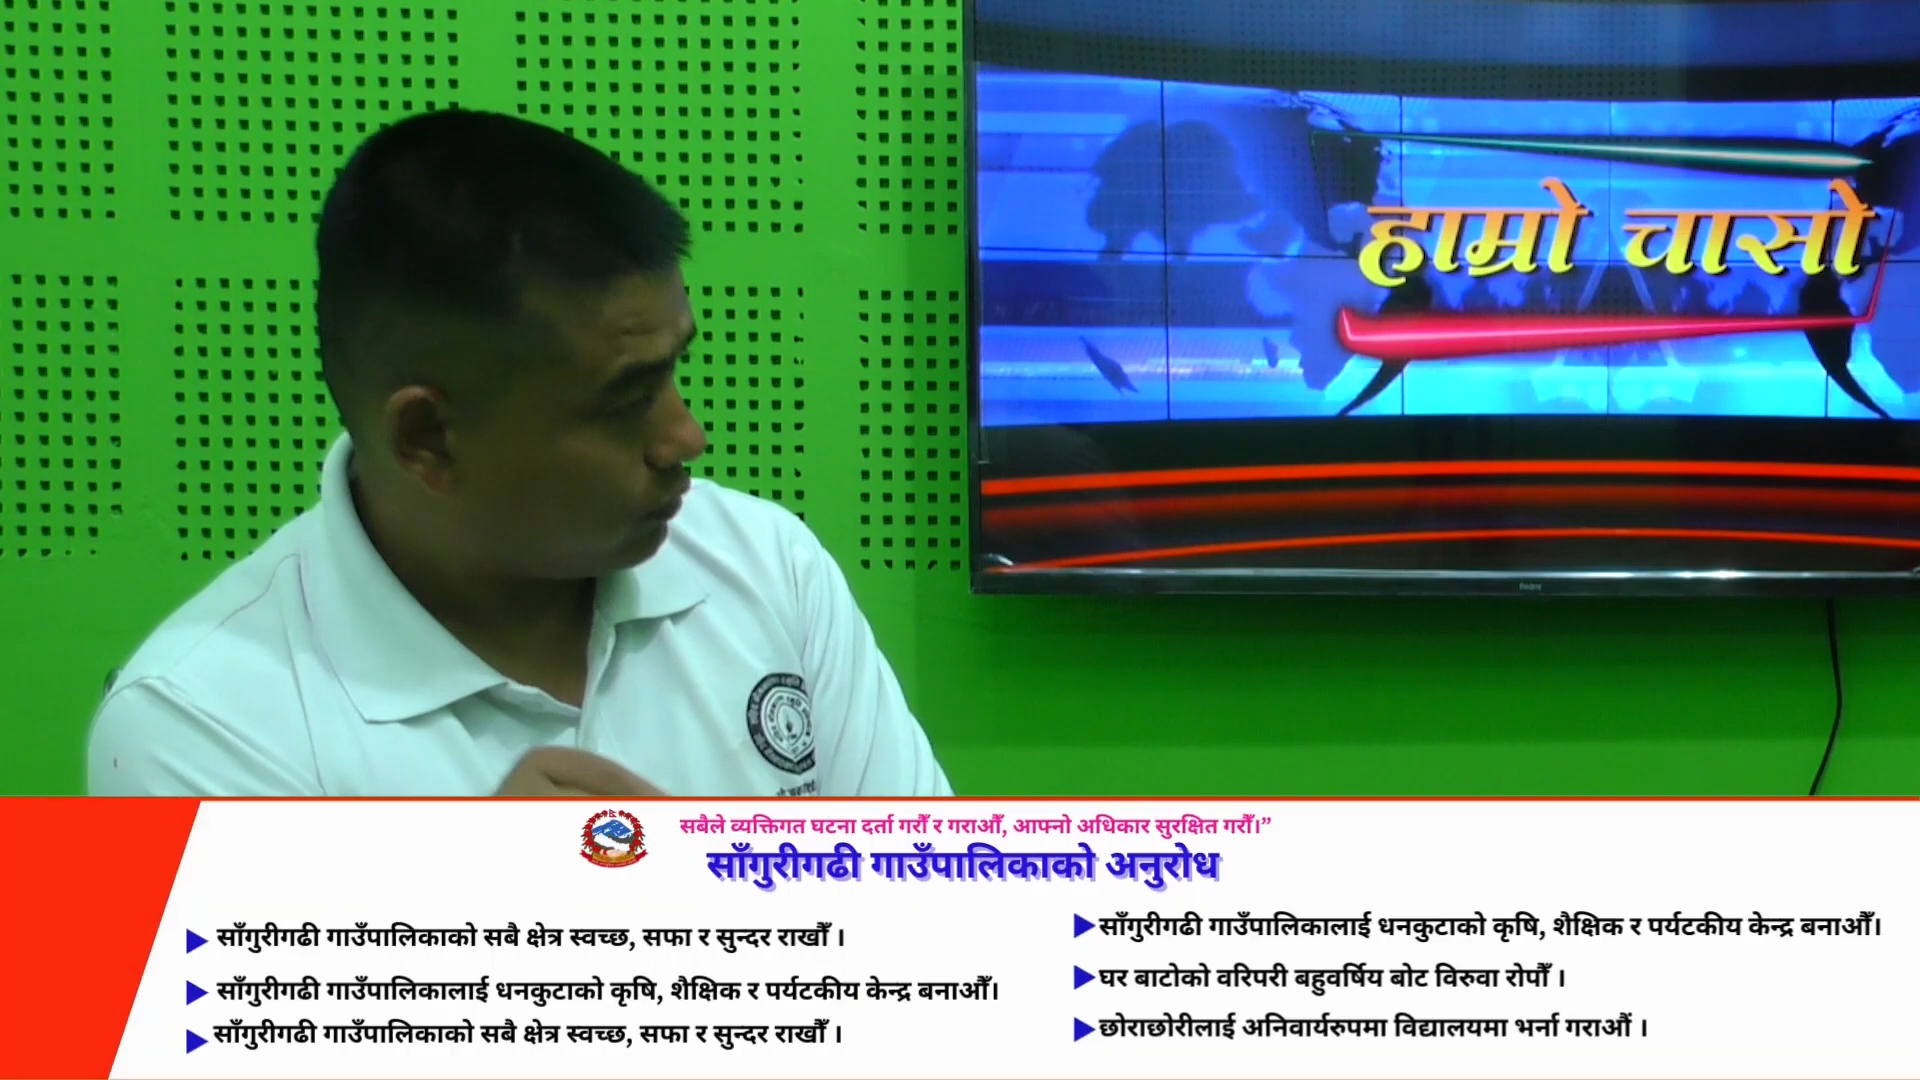 हाम्रो चासो
सबैले व्यक्तिगत घटना दर्ता गरौँ र गराऔँ, आफ्नो अधिकार सुरक्षित गरौँ।”
साँगुरीगढी गाउँपालिकाको अनुरोध
साँगुरीगढी गाउँपालिकाको सबै क्षेत्र स्वच्छ, सफा र सुन्दर राखौँ ।
साँगुरीगढी गाउँपालिकालाई धनकुटाको कृषि, शैक्षिक र पर्यटकीय केन्द्र बनाऔँ।
साँगुरीगढी गाउँपालिकाको सबै क्षेत्र स्वच्छ, सफा र सुन्दर राखौँ ।
साँगुरीगढी गाउँपालिकालाई धनकुटाको कृषि, शैक्षिक र पर्यटकीय केन्द्र बनाऔँ।
घर बाटोको वरिपरी बहुवर्षिय बोट विरुवा रोपौँ ।
छोराछोरीलाई अनिवार्यरुपमा विद्यालयमा भर्ना गराऔं ।